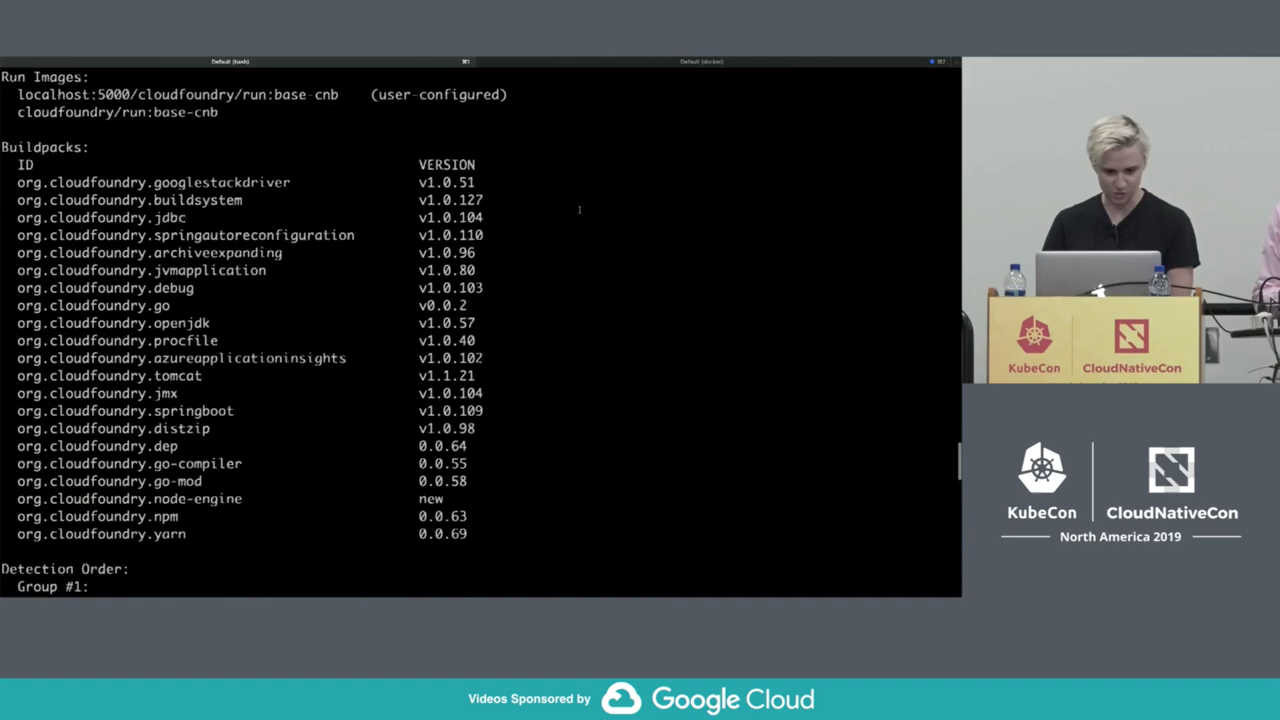 Default (bash)
⌘1
Default (docker)
⌘2
Run Images:
localhost:5000/cloudfoundry/run:base-cnb (user-configured)
cloudfoundry/run:base-cnb
Buildpacks:
ID VERSION
org.cloudfoundry.googlestackdriver v1.0.51
org.cloudfoundry.buildsystem v1.0.127
org.cloudfoundry.jdbc v1.0.104
org.cloudfoundry.springautoreconfiguration v1.0.110
org.cloudfoundry.archiveexpanding v1.0.96
org.cloudfoundry.jvmapplication v1.0.80
org.cloudfoundry.debug v1.0.103
org.cloudfoundry.go v0.0.2
org.cloudfoundry.openjdk v1.0.57
org.cloudfoundry.procfile v1.0.40
org.cloudfoundry.azureapplicationinsights v1.0.102
org.cloudfoundry.tomcat v1.1.21
org.cloudfoundry.jmx v1.0.104
org.cloudfoundry.springboot v1.0.109
org.cloudfoundry.distzip v1.0.98
org.cloudfoundry.dep 0.0.64
org.cloudfoundry.go-compiler 0.0.55
org.cloudfoundry.go-mod 0.0.58
org.cloudfoundry.node-engine new
org.cloudfoundry.npm 0.0.63
org.cloudfoundry.yarn 0.0.69
Detection Order:
Group #1:
KubeCon CloudNativeCon
KubeCon CloudNativeCon
North America 2019
Videos Sponsored by Google Cloud